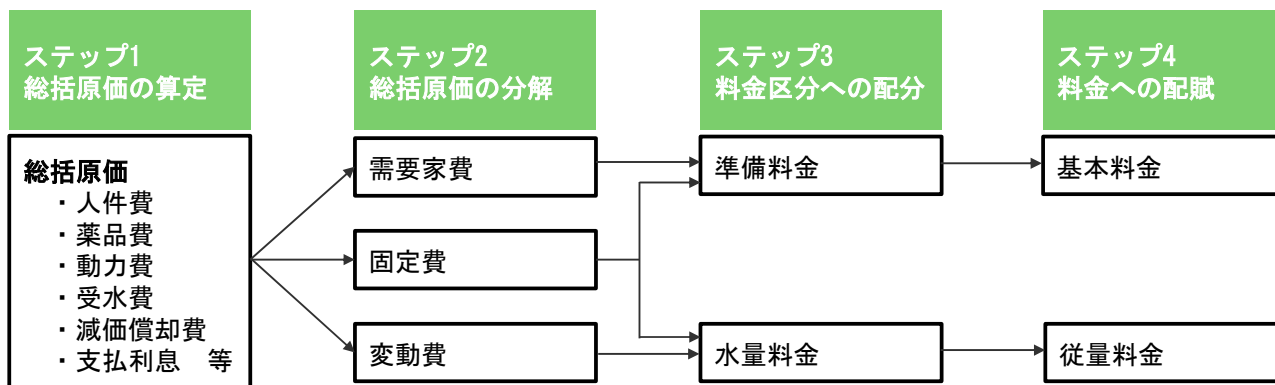 ステップ1
総括原価の算定
ステップ2
総括原価の分解
ステップ3
料金区分への配分
ステップ4
料金への配賦
総括原価
・人件費
・薬品費
・動力費
・受水費
・減価償却費
・支払利息　等
需要家費
固定費
変動費
準備料金
水量料金
基本料金
従量料金